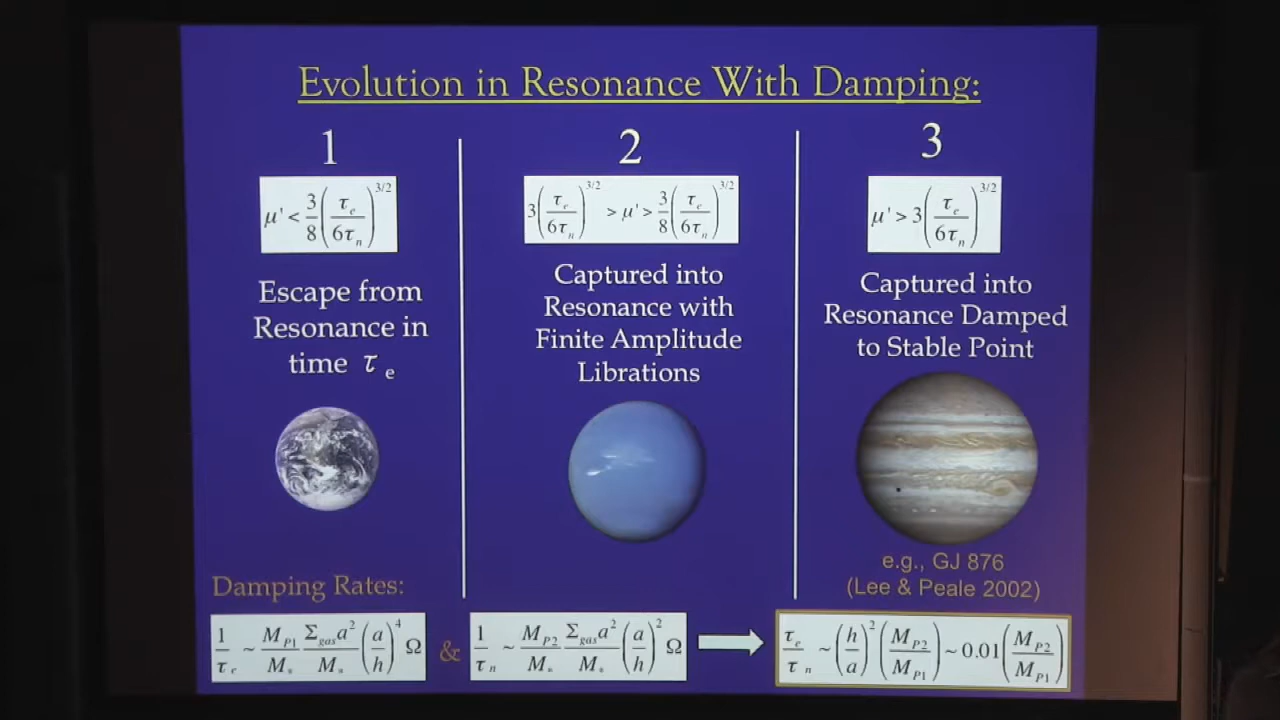 Evolution in Resonance With Damping:
1
μ' < 3/8 (τe/6τn)^3/2
Escape from
Resonance in
time τe
2
3(τe/6τn)^3/2 > μ' > 3/8 (τe/6τn)^3/2
Captured into
Resonance with
Finite Amplitude
Librations
3
μ' > 3(τe/6τn)^3/2
Captured into
Resonance Damped
to Stable Point
e.g., GJ 876
(Lee & Peale 2002)
Damping Rates:
1/τe ~ MP1/M* Σgas a²/M* (a/h)^4 Ω & 1/τn ~ MP2/M* Σgas a²/M* (a/h)^2 Ω
τe/τn ~ (h/a)^2 (MP2/MP1) ~ 0.01 (MP2/MP1)